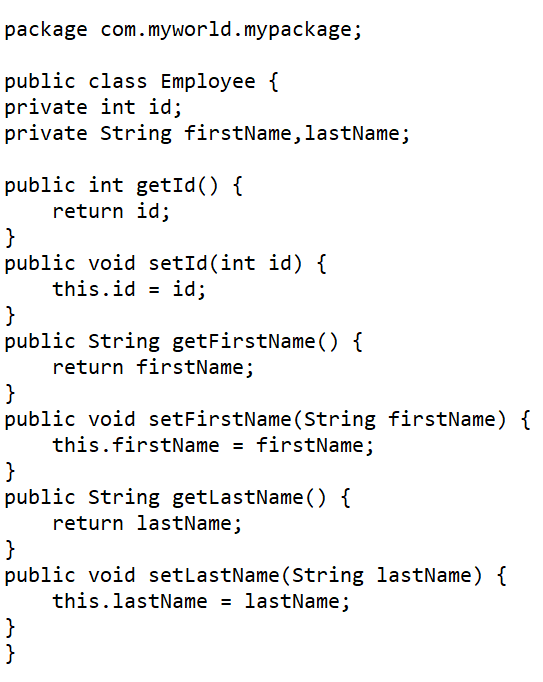 package com.myworld.mypackage;

public class Employee {
private int id;
private String firstName,lastName;

public int getId() {
    return id;
}
public void setId(int id) {
    this.id = id;
}
public String getFirstName() {
    return firstName;
}
public void setFirstName(String firstName) {
    this.firstName = firstName;
}
public String getLastName() {
    return lastName;
}
public void setLastName(String lastName) {
    this.lastName = lastName;
}
}